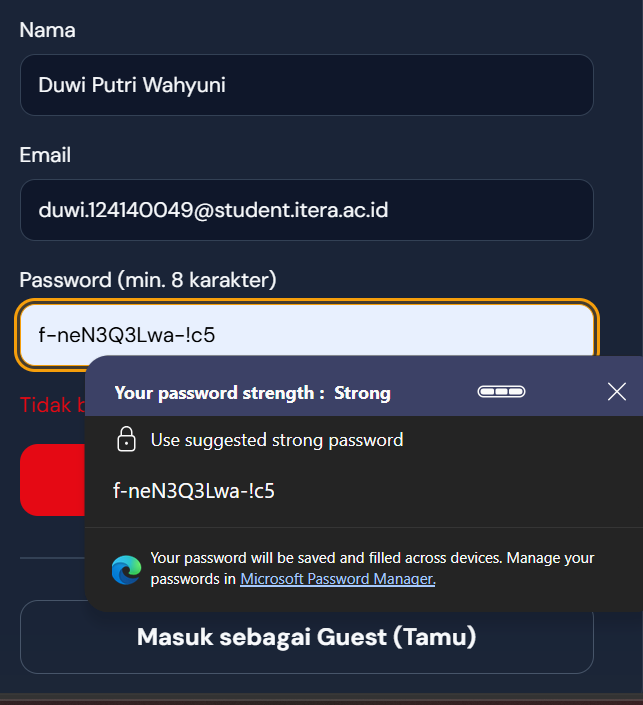 Nama
Duwi Putri Wahyuni
Email
duwi.124140049@student.itera.ac.id
Password (min. 8 karakter)
f-neN3Q3Lwa-!c5
Your password strength : Strong
Tidak
Use suggested strong password
f-neN3Q3Lwa-!c5
Your password will be saved and filled across devices. Manage your
passwords in Microsoft Password Manager.
Masuk sebagai Guest (Tamu)